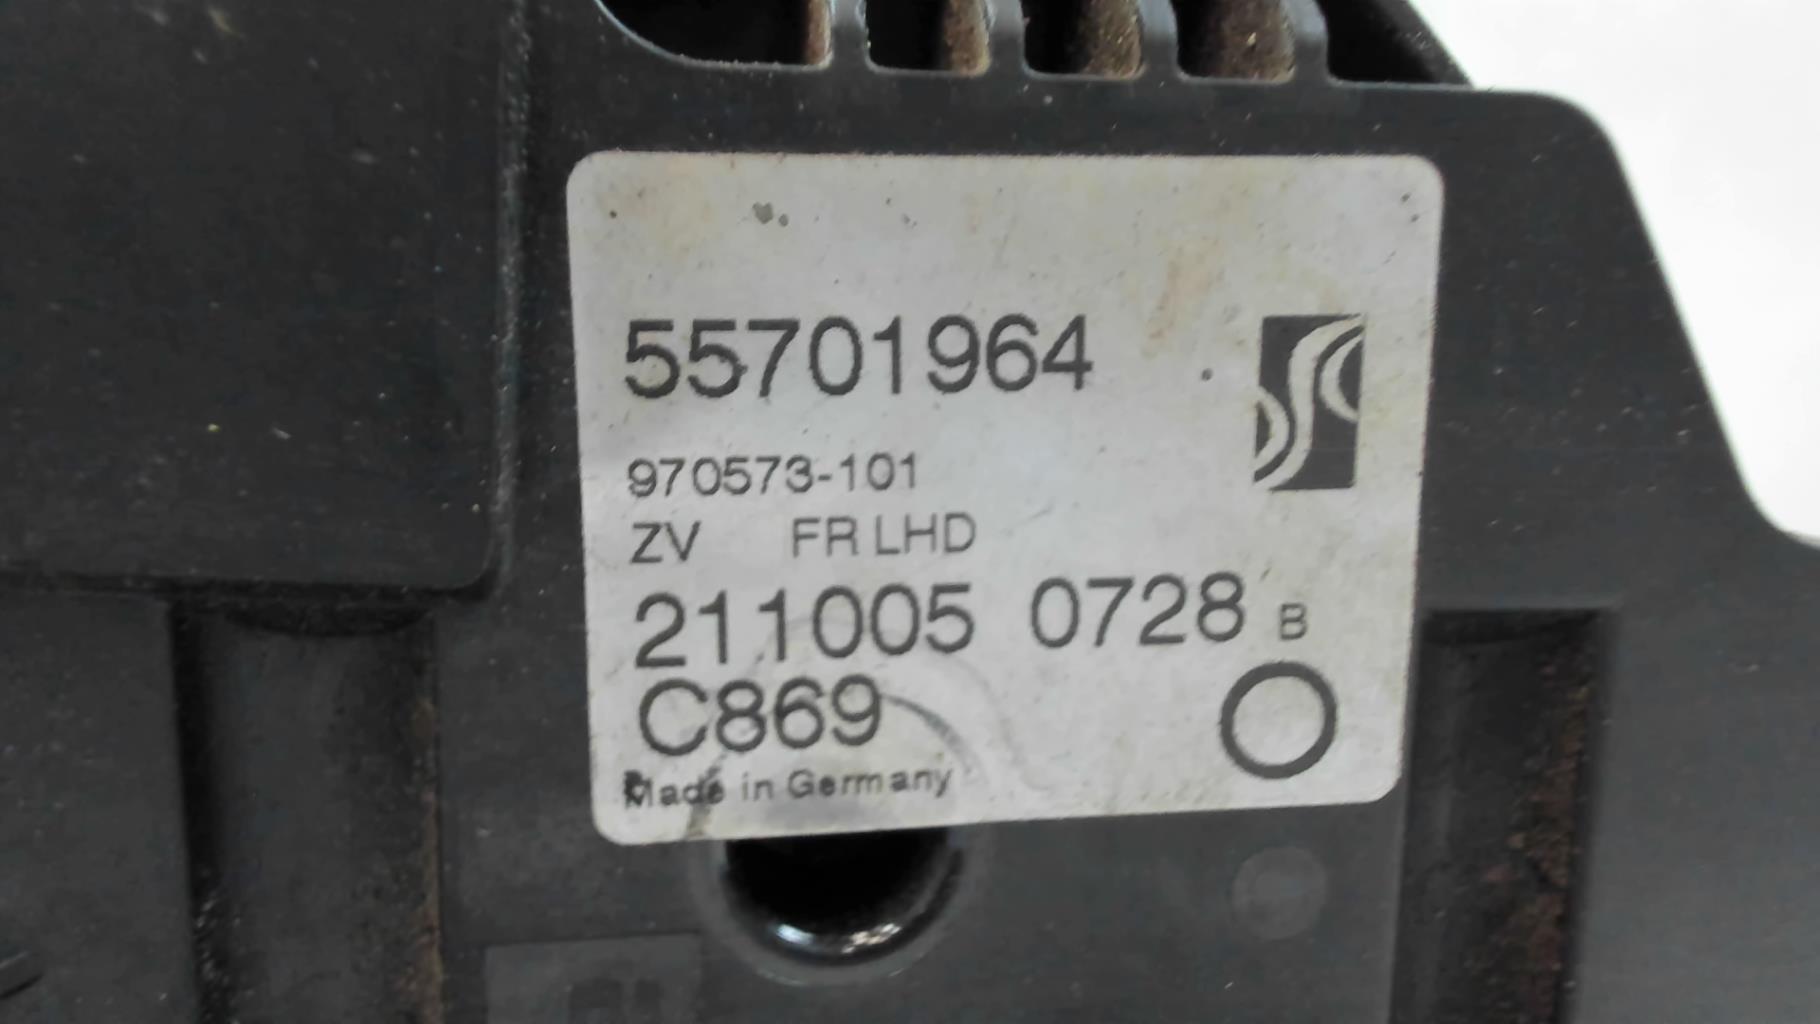 55701964
970573-101
ZV FR LHD
211005 0728 B
C869
Made in Germany